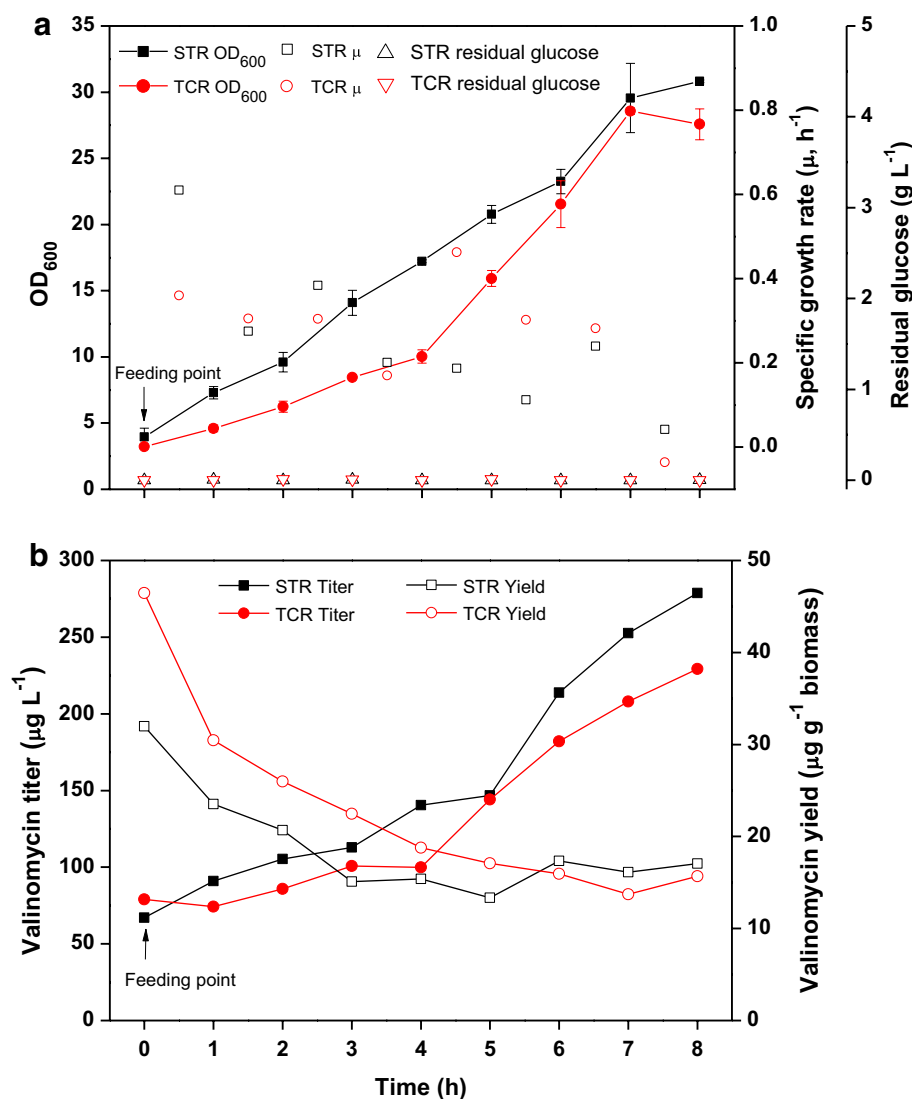 a
STR OD600 STR μ STR residual glucose
TCR OD600 TCR μ TCR residual glucose
Feeding point
OD600
35
30
25
20
15
10
5
0
Specific growth rate (μ, h-1)
1.0
0.8
0.6
0.4
0.2
0.0
Residual glucose (g L-1)
5
4
3
2
1
0
b
STR Titer STR Yield
TCR Titer TCR Yield
Feeding point
Valinomycin titer (μg L-1)
300
250
200
150
100
50
0
Valinomycin yield (μg g-1 biomass)
50
40
30
20
10
0
0 1 2 3 4 5 6 7 8
Time (h)